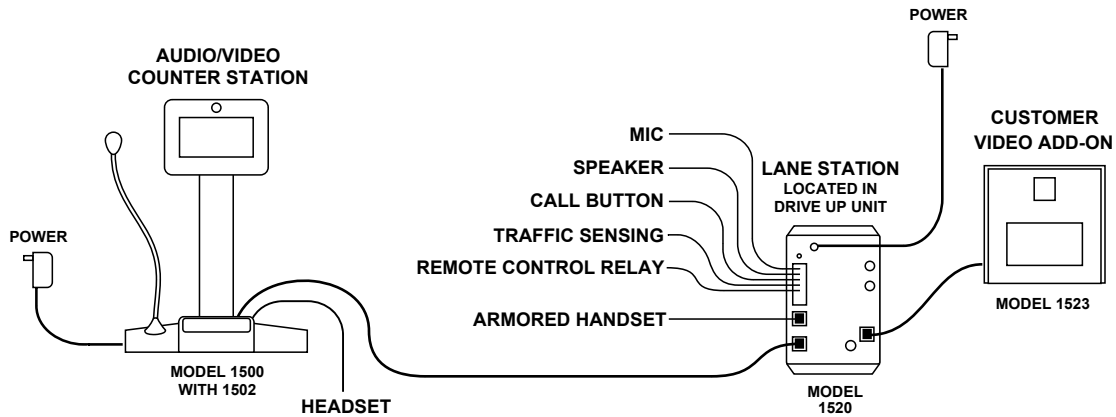 POWER
AUDIO/VIDEO
COUNTER STATION
POWER
MODEL 1500
WITH 1502
HEADSET
MIC
SPEAKER
CALL BUTTON
TRAFFIC SENSING
REMOTE CONTROL RELAY
ARMORED HANDSET
LANE STATION
LOCATED IN
DRIVE UP UNIT
MODEL
1520
CUSTOMER
VIDEO ADD-ON
MODEL 1523